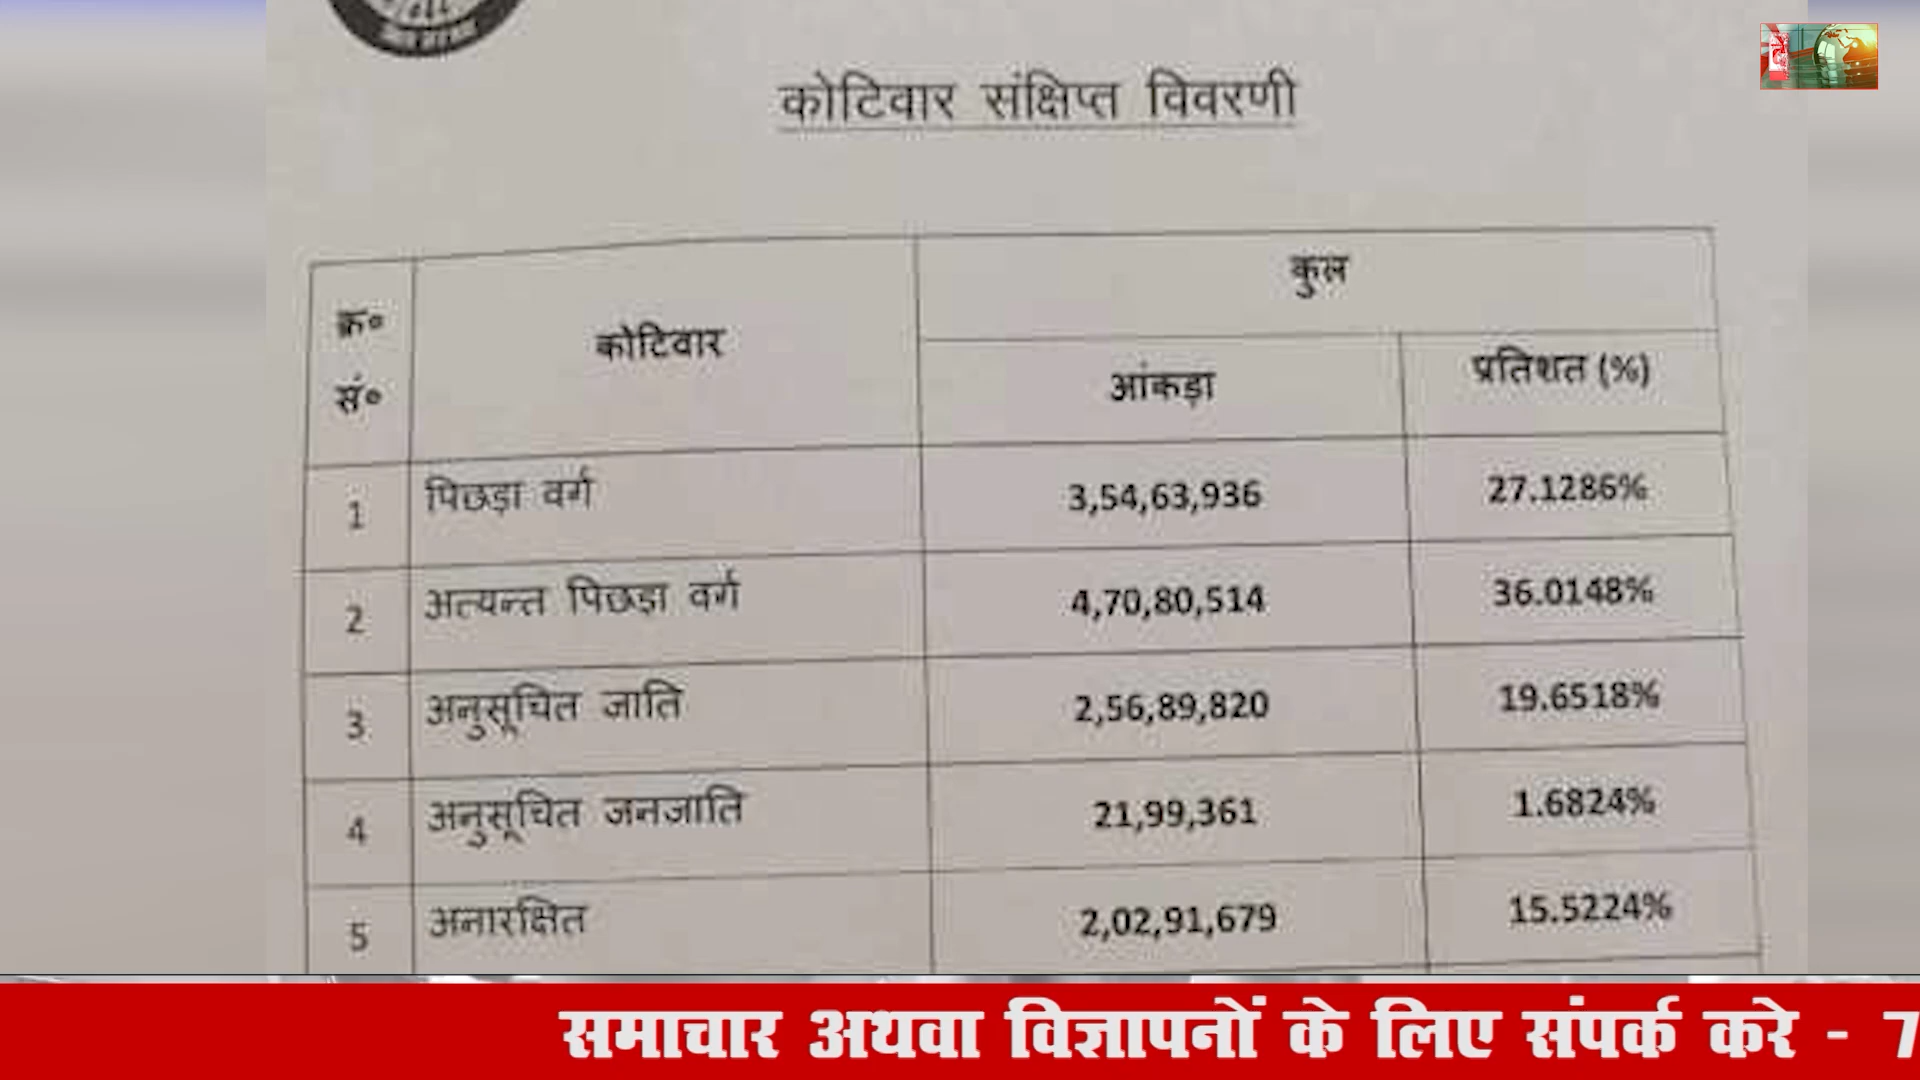 कोटिवार संक्षिप्त विवरणी
क्र० सं० कोटिवार कुल
आंकड़ा प्रतिशत (%)
1 पिछड़ा वर्ग 3,54,63,936 27.1286%
2 अत्यन्त पिछड़ा वर्ग 4,70,80,514 36.0148%
3 अनुसूचित जाति 2,56,89,820 19.6518%
4 अनुसूचित जनजाति 21,99,361 1.6824%
5 अनारक्षित 2,02,91,679 15.5224%
समाचार अथवा विज्ञापनों के लिए संपर्क करे - 7